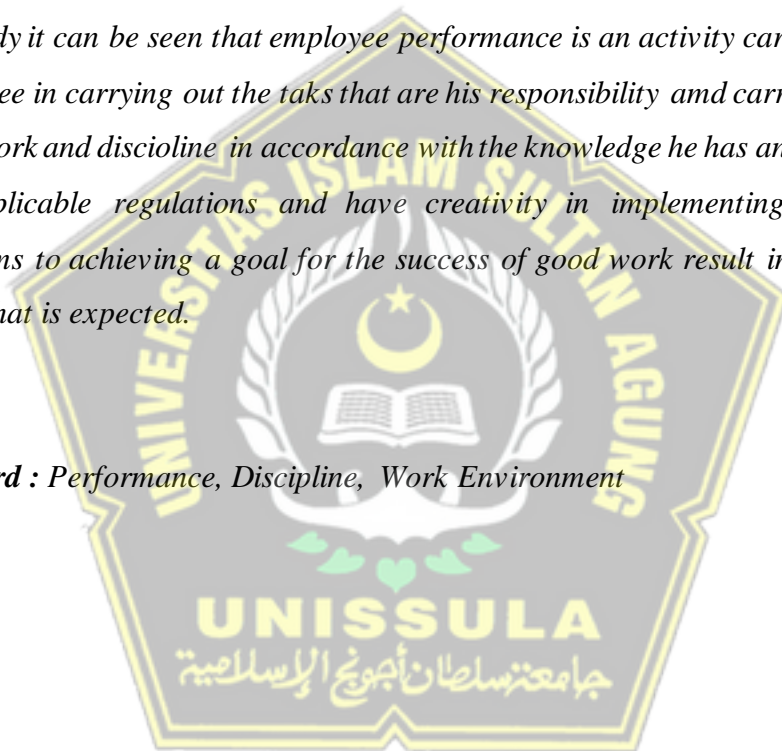 dy it can be seen that employee performance is an activity car
ee in carrying out the taks that are his responsibility amd carr
ork and discioline in accordance with the knowledge he has an
plicable regulations and have creativity in implementing
ns to achieving a goal for the success of good work result in
hat is expected.
rd : Performance, Discipline, Work Environment
UNIVERSITAS ISLAM SULTAN AGUNG
UNISSULA
جامعة سلطان أجونج الإسلامية